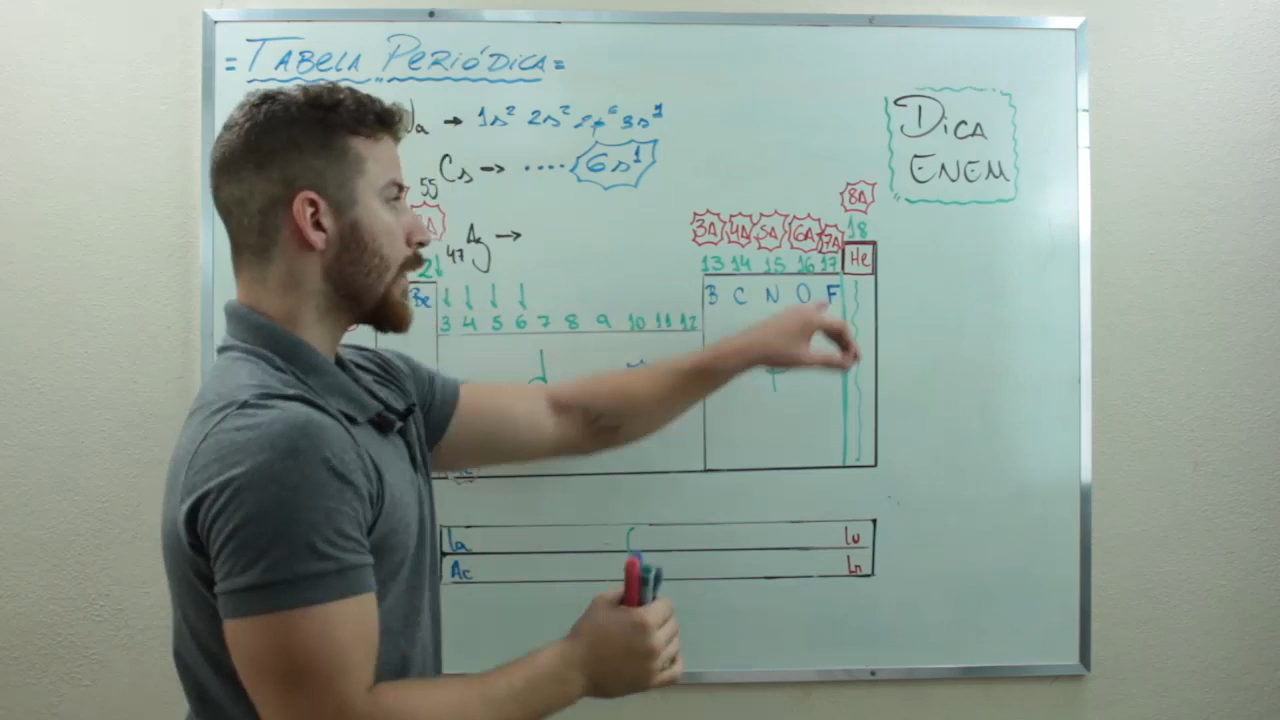 = TABELA PERIÓDICA =
DICA
ENEM
Na → 1s² 2s² 2p⁶ 3s¹
55 Cs → ..... 6s¹
47 Ag →
8A
18
3A 4A 5A 6A 7A
13 14 15 16 17 He
2
Be B C N O F
3 4 5 6 7 8 9 10 11 12
d
p
La f Lu
Ac Lr